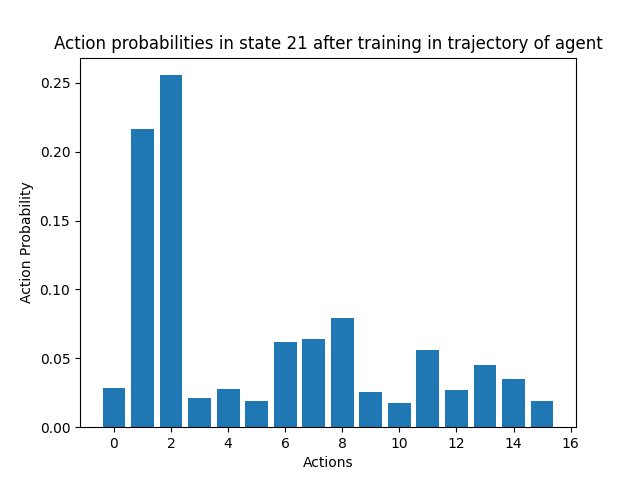 Action probabilities in state 21 after training in trajectory of agent
0.25
0.20
0.15
0.10
0.05
0.00
Action Probability
0 2 4 6 8 10 12 14 16
Actions